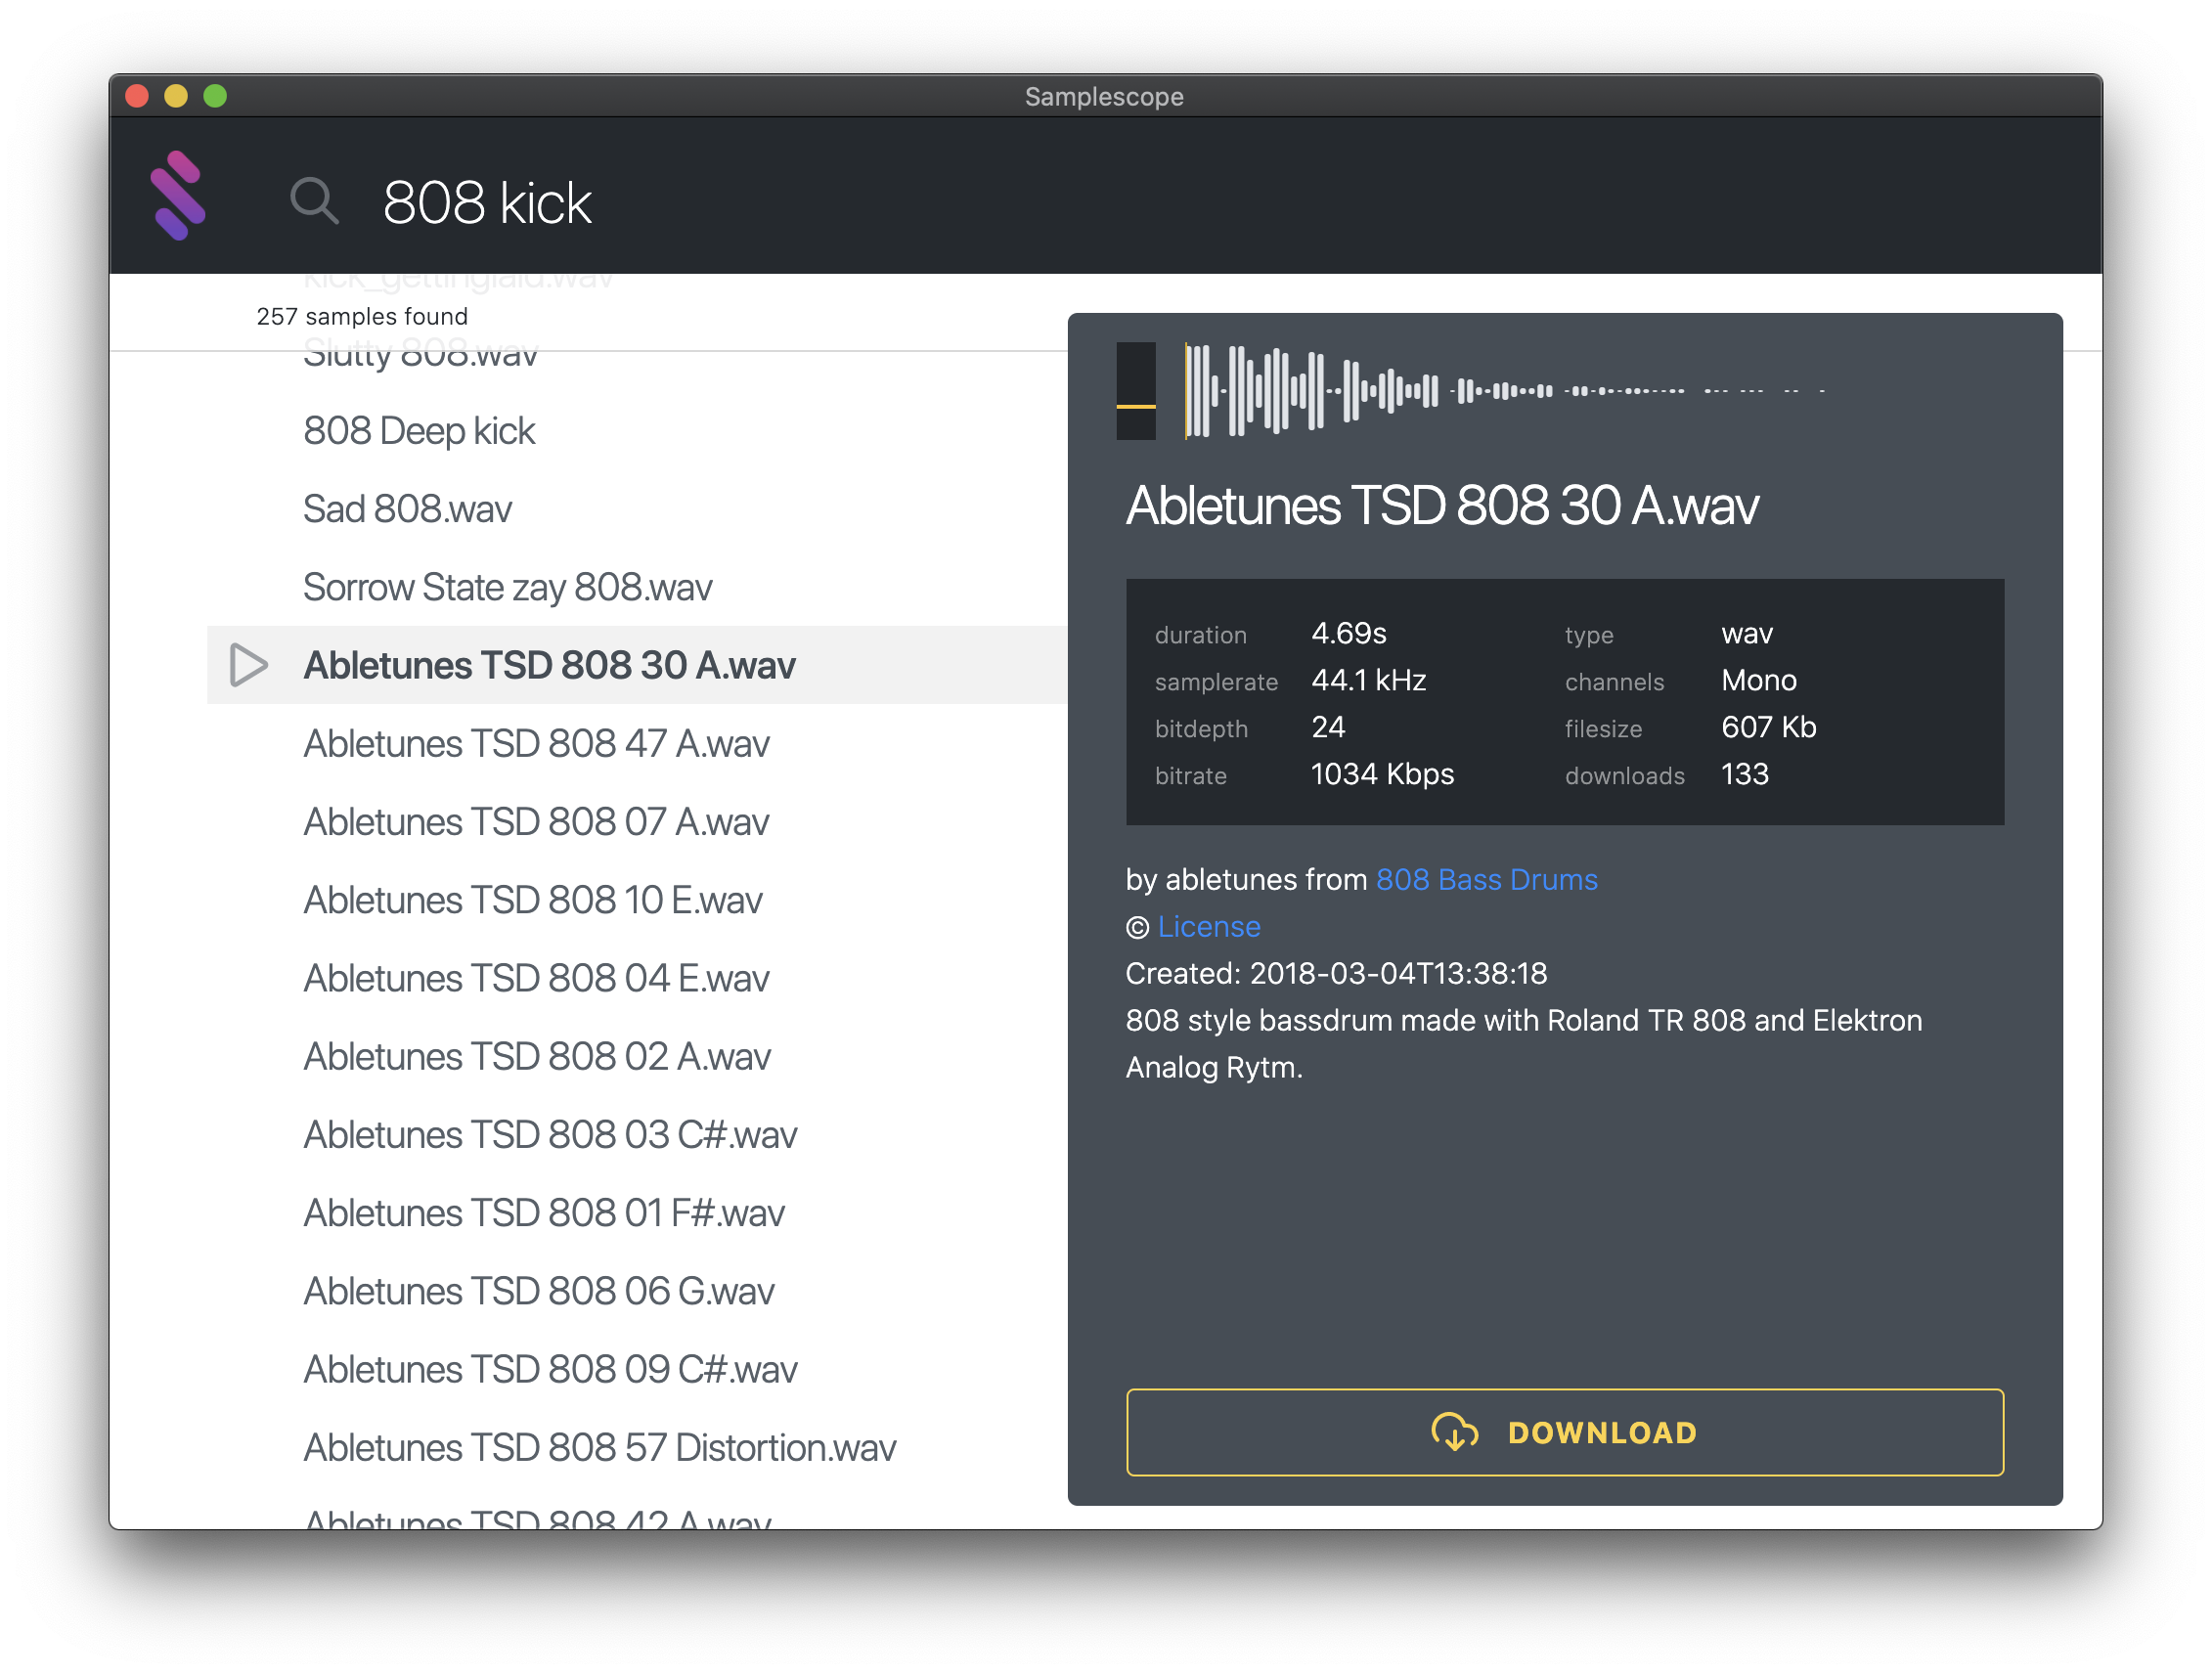 Samplescope
808 kick
kick_gettinglaid.wav
257 samples found
Slutty 808.wav
808 Deep kick
Sad 808.wav
Sorrow State zay 808.wav
Abletunes TSD 808 30 A.wav
Abletunes TSD 808 47 A.wav
Abletunes TSD 808 07 A.wav
Abletunes TSD 808 10 E.wav
Abletunes TSD 808 04 E.wav
Abletunes TSD 808 02 A.wav
Abletunes TSD 808 03 C#.wav
Abletunes TSD 808 01 F#.wav
Abletunes TSD 808 06 G.wav
Abletunes TSD 808 09 C#.wav
Abletunes TSD 808 57 Distortion.wav
Abletunes TSD 808 42 A.wav
Abletunes TSD 808 30 A.wav
duration 4.69s type wav
samplerate 44.1 kHz channels Mono
bitdepth 24 filesize 607 Kb
bitrate 1034 Kbps downloads 133
by abletunes from 808 Bass Drums
© License
Created: 2018-03-04T13:38:18
808 style bassdrum made with Roland TR 808 and Elektron
Analog Rytm.
DOWNLOAD